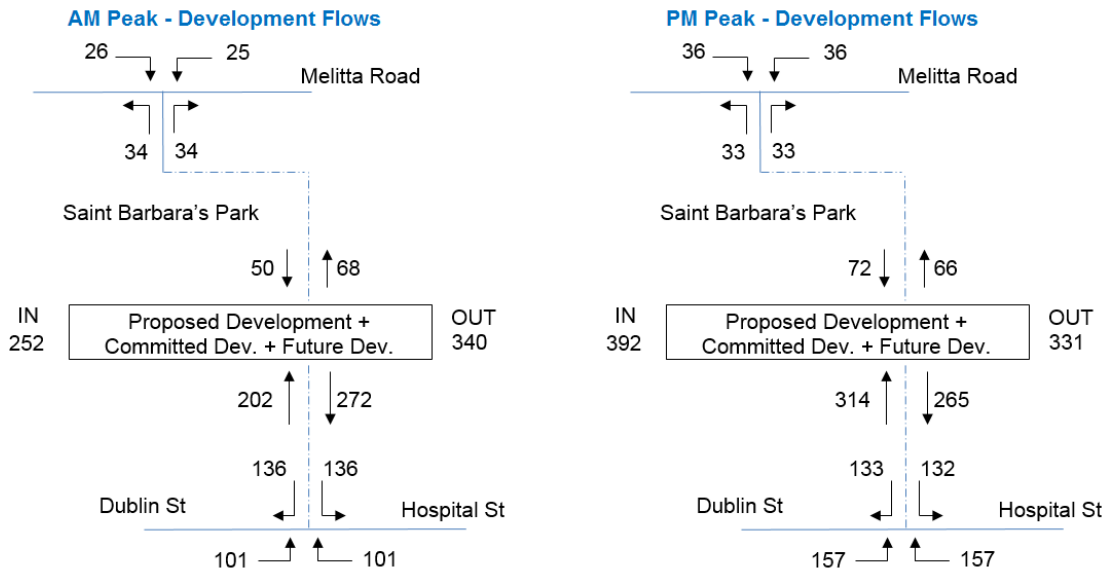 AM Peak - Development Flows
26 25
Melitta Road
34 34
Saint Barbara's Park
50 68
IN
252
Proposed Development +
Committed Dev. + Future Dev.
OUT
340
202 272
136 136
Dublin St
Hospital St
101 101
PM Peak - Development Flows
36 36
Melitta Road
33 33
Saint Barbara's Park
72 66
IN
392
Proposed Development +
Committed Dev. + Future Dev.
OUT
331
314 265
133 132
Dublin St
Hospital St
157 157